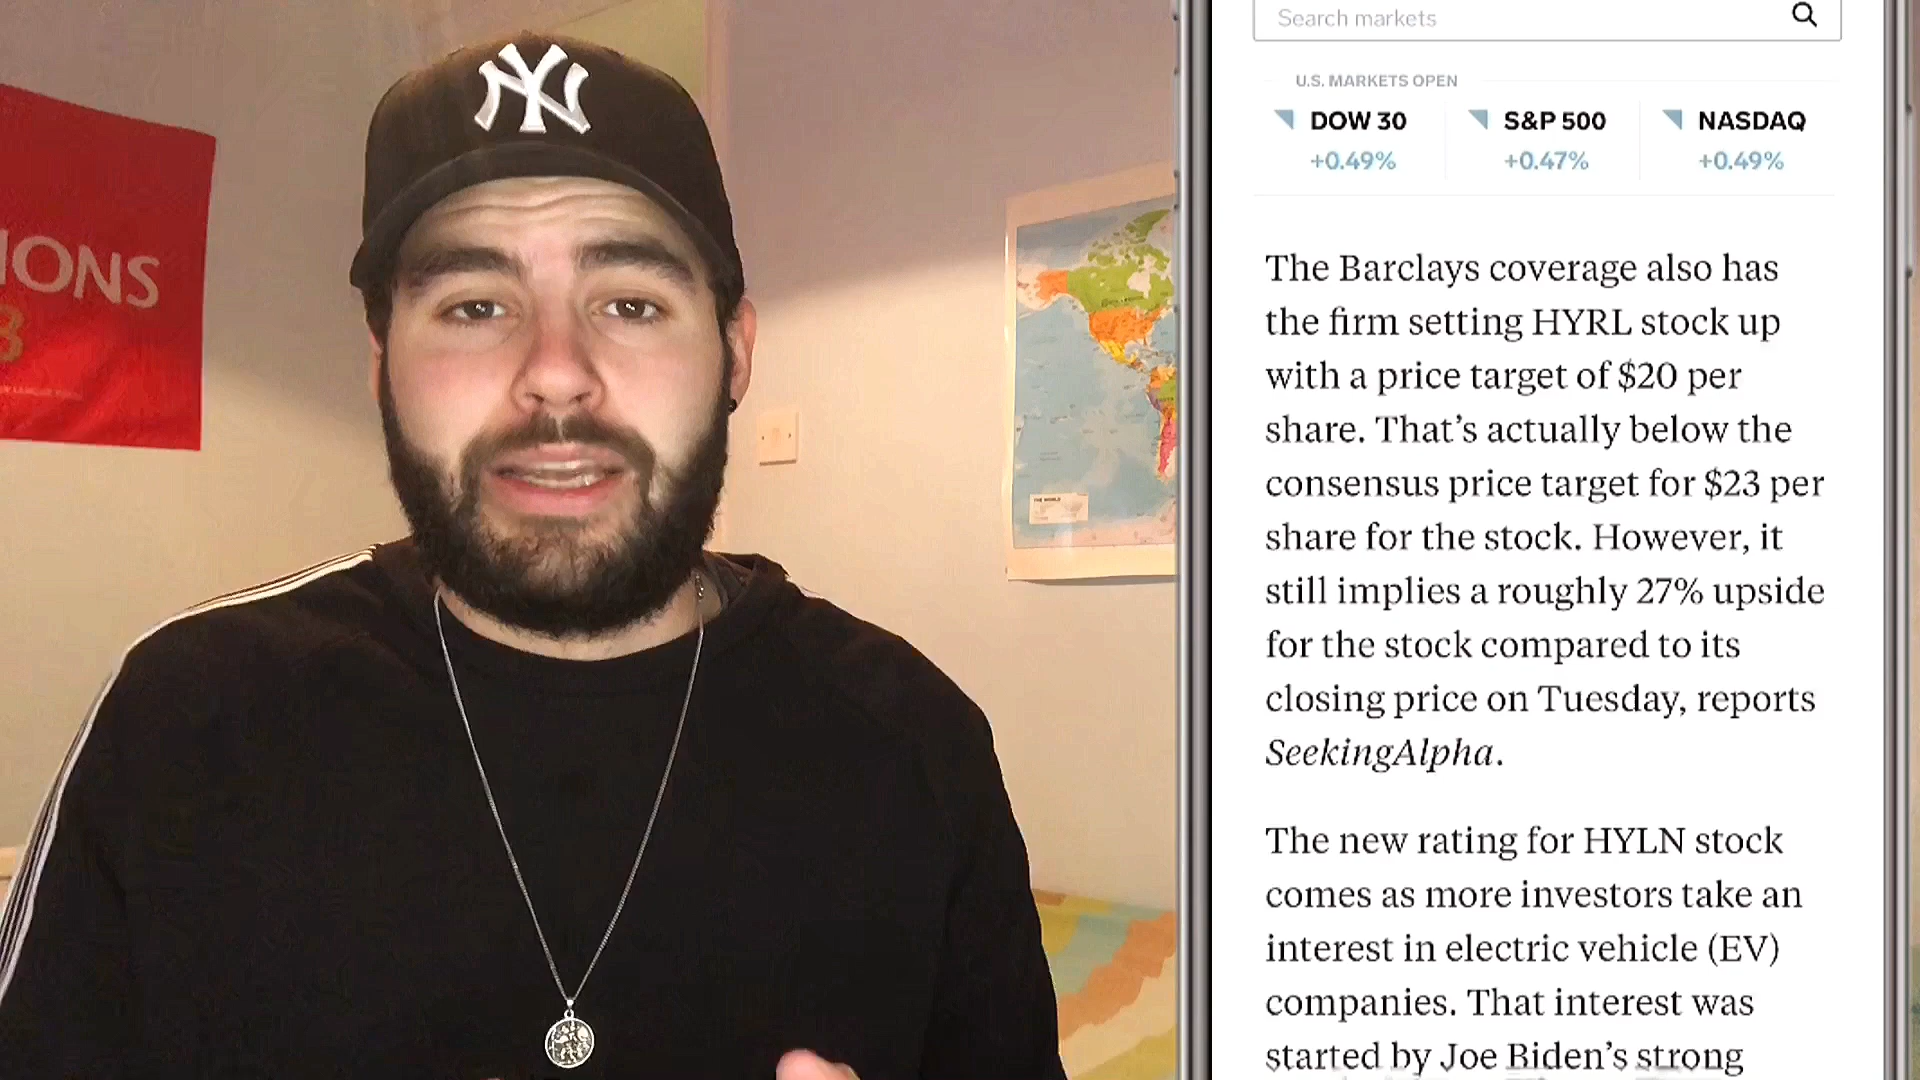 NY
IONS
3
THE WORLD
Search markets
U.S. MARKETS OPEN
DOW 30
S&P 500
NASDAQ
+0.49%
+0.47%
+0.49%
The Barclays coverage also has
the firm setting HYRL stock up
with a price target of $20 per
share. That’s actually below the
consensus price target for $23 per
share for the stock. However, it
still implies a roughly 27% upside
for the stock compared to its
closing price on Tuesday, reports
SeekingAlpha.
The new rating for HYLN stock
comes as more investors take an
interest in electric vehicle (EV)
companies. That interest was
started by Joe Biden’s strong